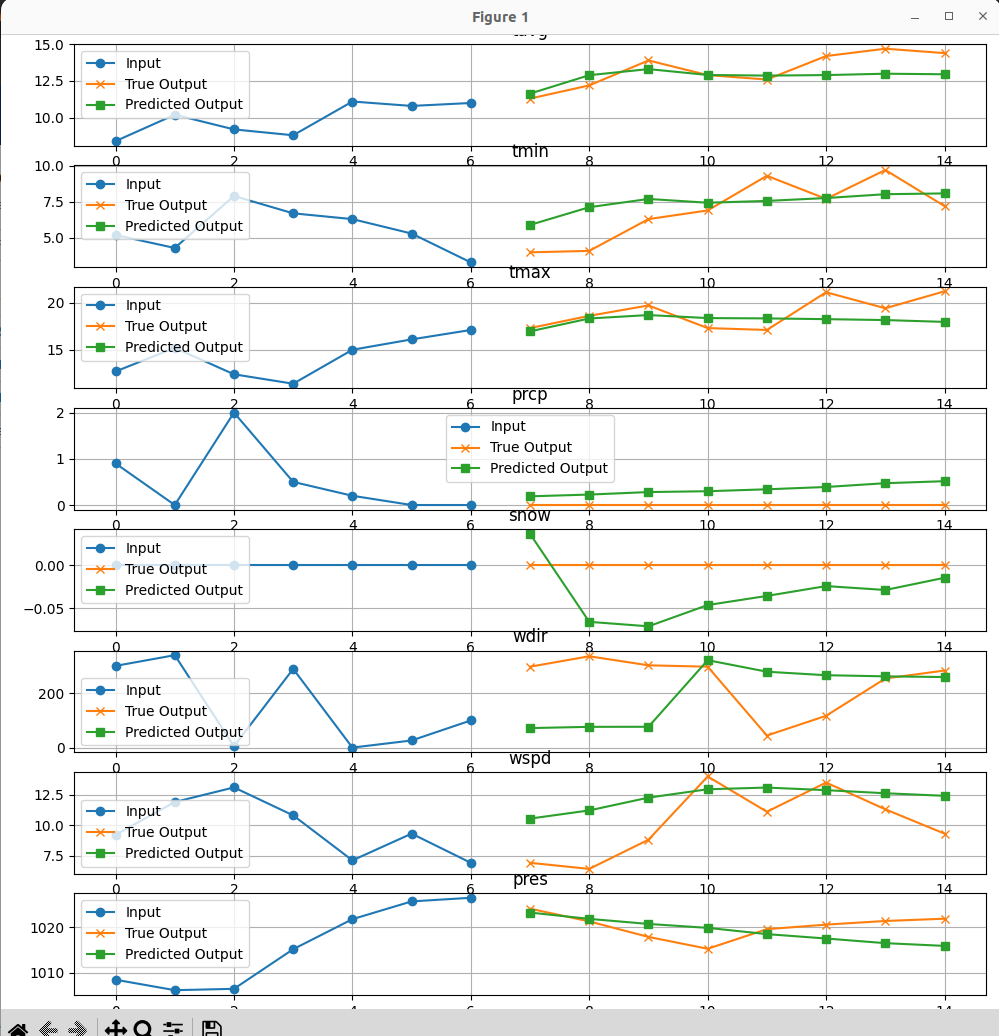 Figure 1
tavg
15.0
12.5
10.0
Input
True Output
Predicted Output
0 2 4 6 8 10 12 14
tmin
10.0
7.5
5.0
Input
True Output
Predicted Output
0 2 4 6 8 10 12 14
tmax
20
15
Input
True Output
Predicted Output
0 2 4 6 8 10 12 14
prcp
2
1
0
Input
True Output
Predicted Output
0 2 4 6 8 10 12 14
snow
0.00
−0.05
Input
True Output
Predicted Output
0 2 4 6 8 10 12 14
wdir
200
0
Input
True Output
Predicted Output
0 2 4 6 8 10 12 14
wspd
12.5
10.0
7.5
Input
True Output
Predicted Output
0 2 4 6 8 10 12 14
pres
1020
1010
Input
True Output
Predicted Output